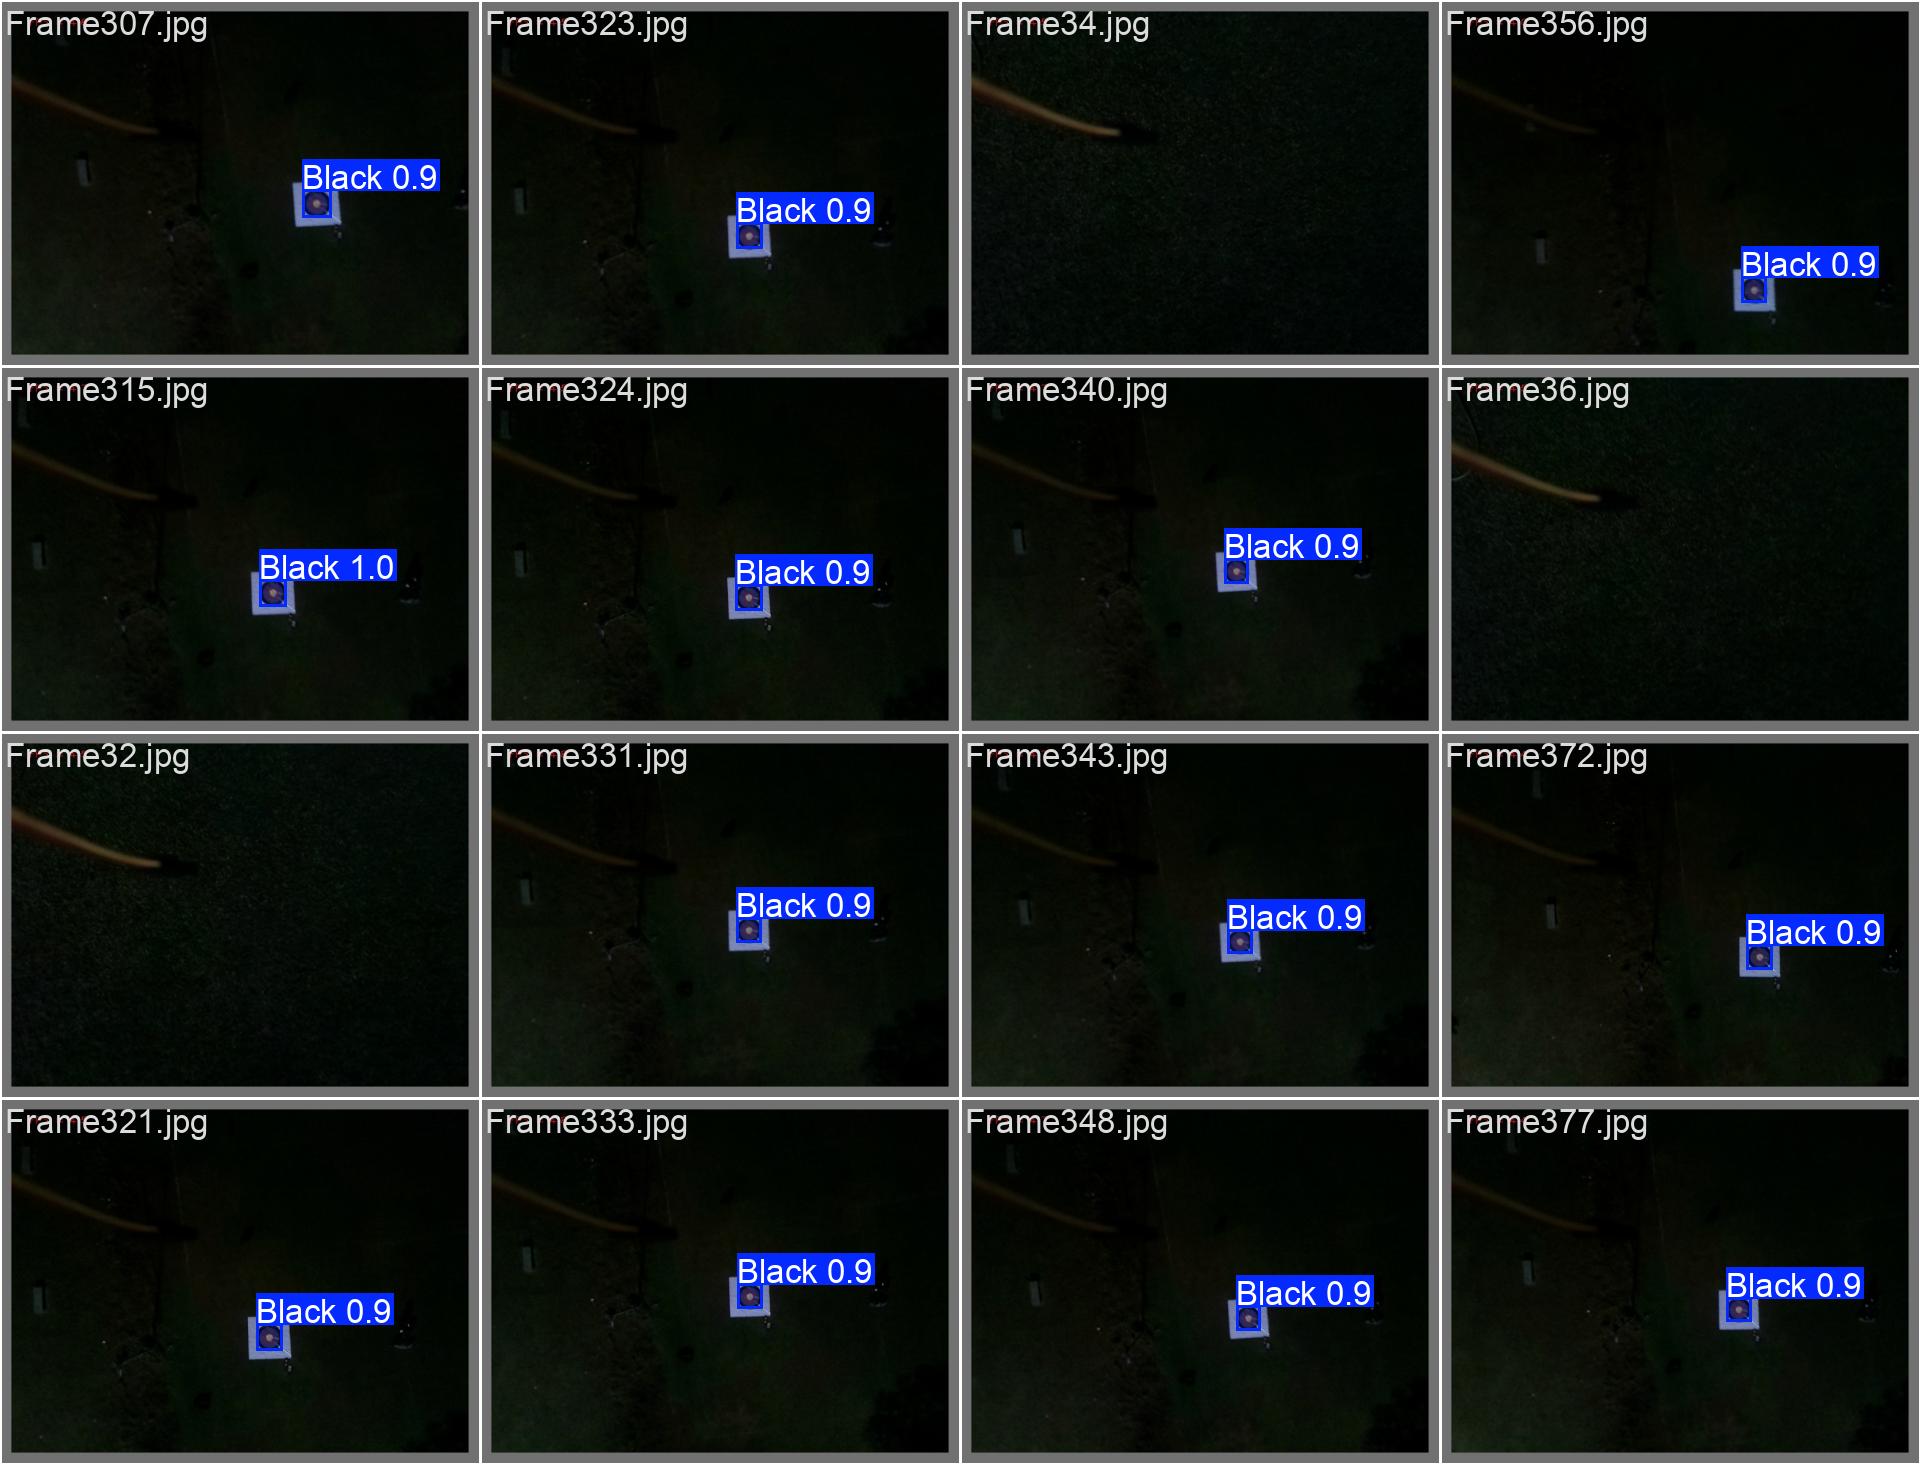 Frame307.jpg
Black 0.9
Frame323.jpg
Black 0.9
Frame34.jpg
Frame356.jpg
Black 0.9
Frame315.jpg
Black 1.0
Frame324.jpg
Black 0.9
Frame340.jpg
Black 0.9
Frame36.jpg
Frame32.jpg
Frame331.jpg
Black 0.9
Frame343.jpg
Black 0.9
Frame372.jpg
Black 0.9
Frame321.jpg
Black 0.9
Frame333.jpg
Black 0.9
Frame348.jpg
Black 0.9
Frame377.jpg
Black 0.9